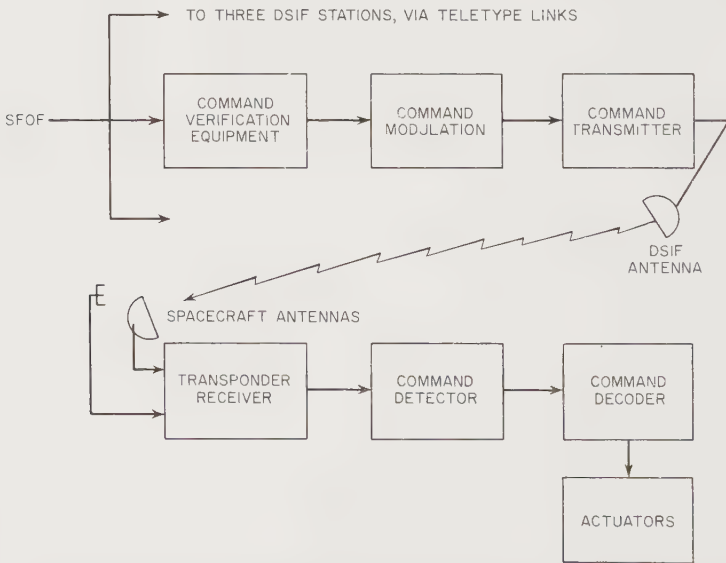 TO THREE DSIF STATIONS, VIA TELETYPE LINKS
SFOF
COMMAND
VERIFICATION
EQUIPMENT
COMMAND
MODULATION
COMMAND
TRANSMITTER
DSIF
ANTENNA
SPACECRAFT ANTENNAS
TRANSPONDER
RECEIVER
COMMAND
DETECTOR
COMMAND
DECODER
ACTUATORS